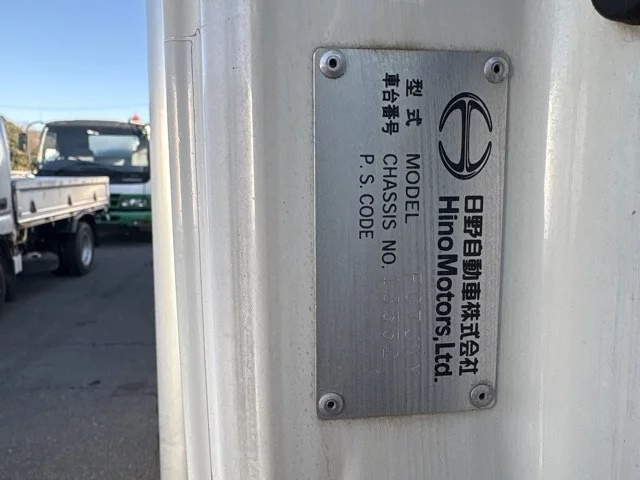 日野自動車株式会社
Hino Motors, Ltd.
型式 MODEL
車台番号 CHASSIS NO.
P. S. CODE